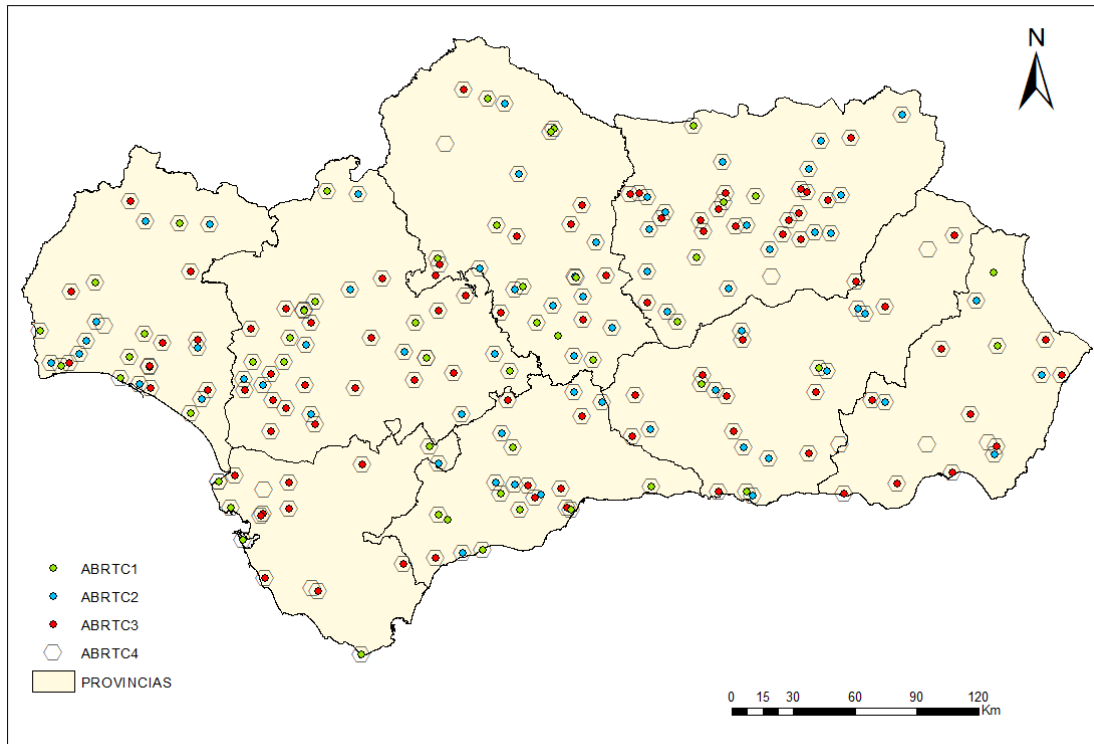 N
ABRTC1
ABRTC2
ABRTC3
ABRTC4
PROVINCIAS
0 15 30 60 90 120
Km